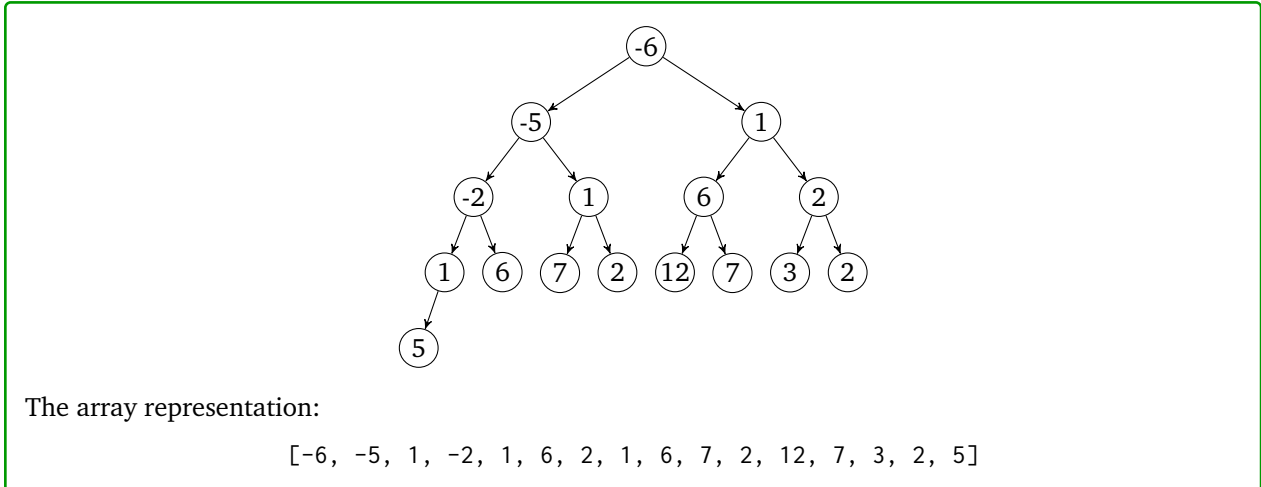 -6
-5 1
-2 1 6 2
1 6 7 2 12 7 3 2
5
The array representation:
[-6, -5, 1, -2, 1, 6, 2, 1, 6, 7, 2, 12, 7, 3, 2, 5]